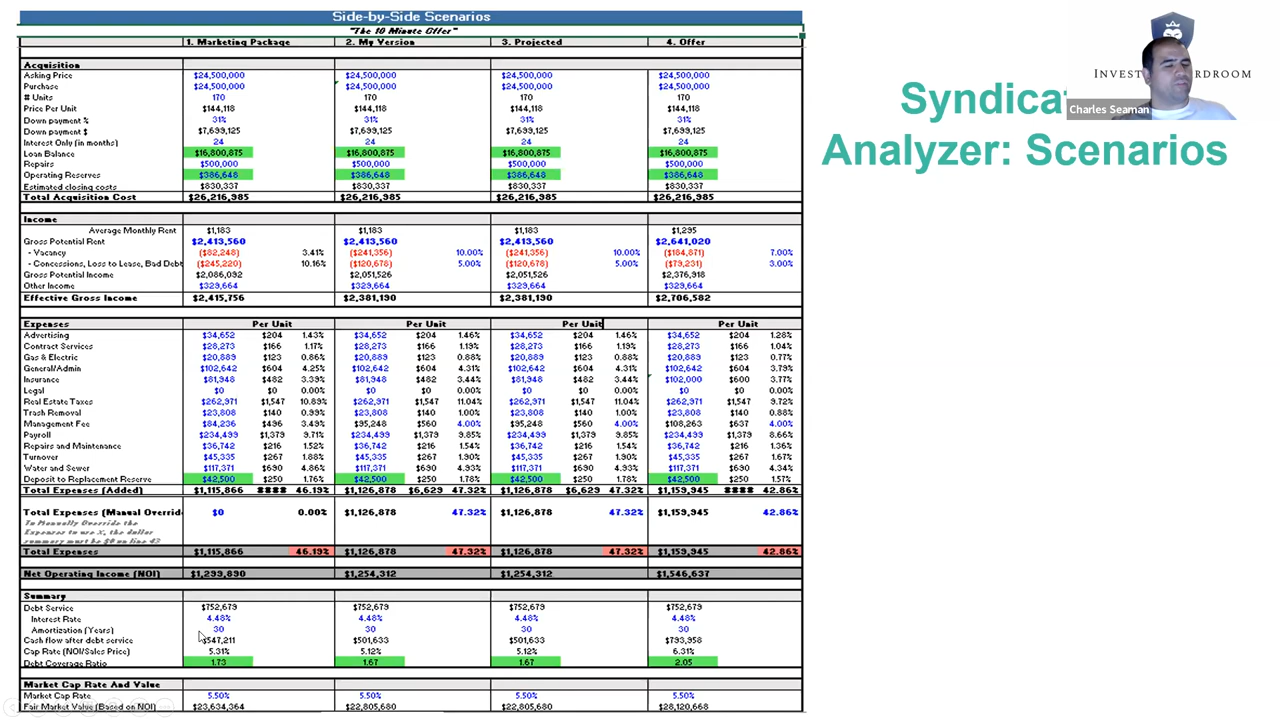 Side-by-Side Scenarios
"The 10 Minute Offer"
1. Marketing Package 2. My Version 3. Projected 4. Offer
Acquisition
Asking Price $24,500,000 $24,500,000 $24,500,000 $24,500,000
Purchase $24,500,000 $24,500,000 $24,500,000 $24,500,000
# Units 170 170 170 170
Price Per Unit $144,118 $144,118 $144,118 $144,118
Down payment % 31% 31% 31% 31%
Down payment $ $7,699,125 $7,699,125 $7,699,125 $7,699,125
Interest Only (in months) 24 24 24 24
Loan Balance $16,800,875 $16,800,875 $16,800,875 $16,800,875
Repairs $500,000 $500,000 $500,000 $500,000
Operating Reserves $386,648 $386,648 $386,648 $386,648
Estimated closing costs $830,337 $830,337 $830,337 $830,337
Total Acquisition Cost $26,216,985 $26,216,985 $26,216,985 $26,216,985
Income
Average Monthly Rent $1,183 $1,183 $1,183 $1,295
Gross Potential Rent $2,413,560 $2,413,560 $2,413,560 $2,641,020
- Vacancy ($82,248) 3.41% ($241,356) 10.00% ($241,356) 10.00% ($184,871) 7.00%
- Concessions, Loss to Lease, Bad Debt ($245,220) 10.16% ($120,678) 5.00% ($120,678) 5.00% ($79,231) 3.00%
Gross Potential Income $2,086,092 $2,051,526 $2,051,526 $2,376,918
Other Income $329,664 $329,664 $329,664 $329,664
Effective Gross Income $2,415,756 $2,381,190 $2,381,190 $2,706,582
Expenses Per Unit Per Unit Per Unit Per Unit
Advertising $34,652 $204 1.43% $34,652 $204 1.46% $34,652 $204 1.46% $34,652 $204 1.28%
Contract Services $28,273 $166 1.17% $28,273 $166 1.19% $28,273 $166 1.19% $28,273 $166 1.04%
Gas & Electric $20,889 $123 0.86% $20,889 $123 0.88% $20,889 $123 0.88% $20,889 $123 0.77%
General/Admin $102,642 $604 4.25% $102,642 $604 4.31% $102,642 $604 4.31% $102,642 $604 3.79%
Insurance $81,948 $482 3.39% $81,948 $482 3.44% $81,948 $482 3.44% $102,000 $600 3.77%
Legal $0 $0 0.00% $0 $0 0.00% $0 $0 0.00% $0 $0 0.00%
Real Estate Taxes $262,971 $1,547 10.89% $262,971 $1,547 11.04% $262,971 $1,547 11.04% $262,971 $1,547 9.72%
Trash Removal $23,808 $140 0.99% $23,808 $140 1.00% $23,808 $140 1.00% $23,808 $140 0.88%
Management Fee $84,236 $496 3.49% $95,248 $560 4.00% $95,248 $560 4.00% $108,263 $637 4.00%
Payroll $234,499 $1,379 9.71% $234,499 $1,379 9.85% $234,499 $1,379 9.85% $234,499 $1,379 8.66%
Repairs and Maintenance $36,742 $216 1.52% $36,742 $216 1.54% $36,742 $216 1.54% $36,742 $216 1.36%
Turnover $45,335 $267 1.88% $45,335 $267 1.90% $45,335 $267 1.90% $45,335 $267 1.67%
Water and Sewer $117,371 $690 4.86% $117,371 $690 4.93% $117,371 $690 4.93% $117,371 $690 4.34%
Deposit to Replacement Reserve $42,500 $250 1.76% $42,500 $250 1.78% $42,500 $250 1.78% $42,500 $250 1.57%
Total Expenses (Added) $1,115,866 #### 46.19% $1,126,878 $6,629 47.32% $1,126,878 $6,629 47.32% $1,159,945 #### 42.86%
Total Expenses (Manual Overrid $0 0.00% $1,126,878 47.32% $1,126,878 47.32% $1,159,945 42.86%
To Manually Override the
Expenses to use %, the dollar
summary must be $0 on line 43
Total Expenses $1,115,866 46.19% $1,126,878 47.32% $1,126,878 47.32% $1,159,945 42.86%
Net Operating Income (NOI) $1,299,890 $1,254,312 $1,254,312 $1,546,637
Summary
Debt Service $752,679 $752,679 $752,679 $752,679
Interest Rate 4.48% 4.48% 4.48% 4.48%
Amortization (Years) 30 30 30 30
Cash flow after debt service $547,211 $501,633 $501,633 $793,958
Cap Rate (NOI/Sales Price) 5.31% 5.12% 5.12% 6.31%
Debt Coverage Ratio 1.73 1.67 1.67 2.05
Market Cap Rate And Value
Market Cap Rate 5.50% 5.50% 5.50% 5.50%
Fair Market Value (Based on NOI) $23,634,364 $22,805,680 $22,805,680 $28,120,668
INVEST RDROOM
Charles Seaman
Syndica
Analyzer: Scenarios